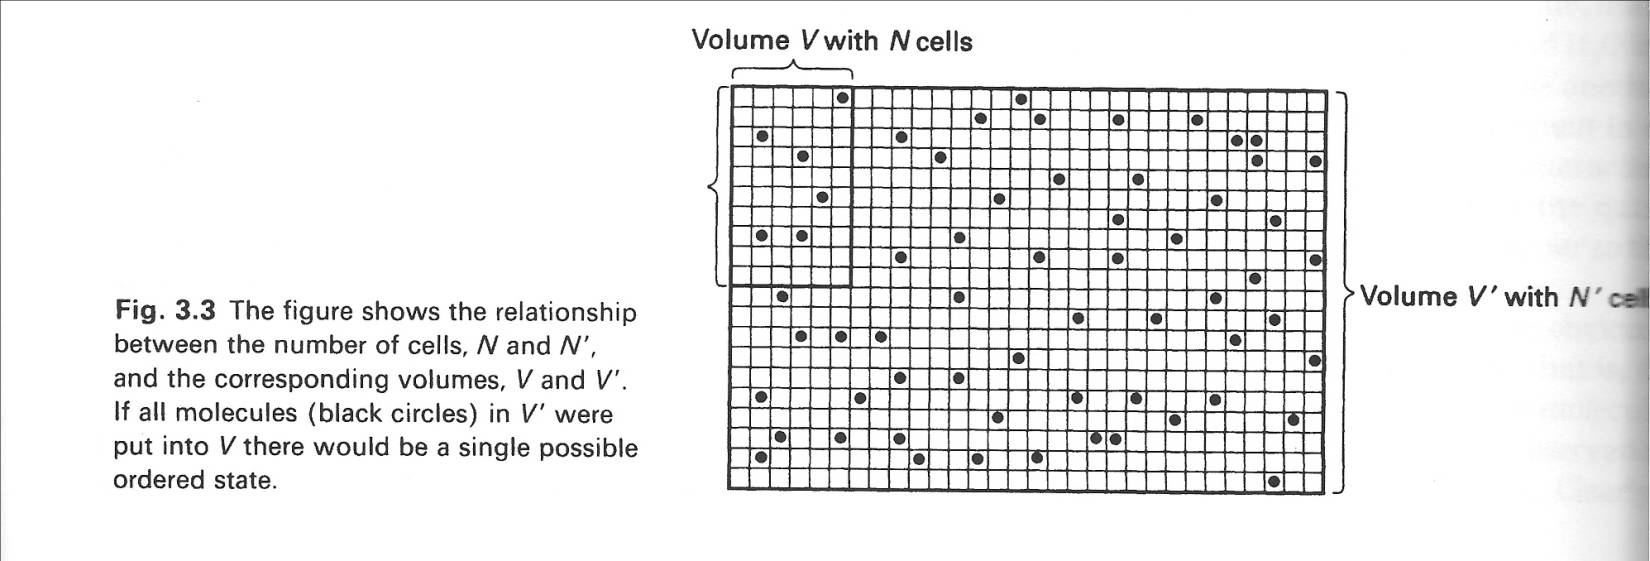 Volume V with N cells
Fig. 3.3 The figure shows the relationship
between the number of cells, N and N′,
and the corresponding volumes, V and V′.
If all molecules (black circles) in V′ were
put into V there would be a single possible
ordered state.
Volume V′ with N′